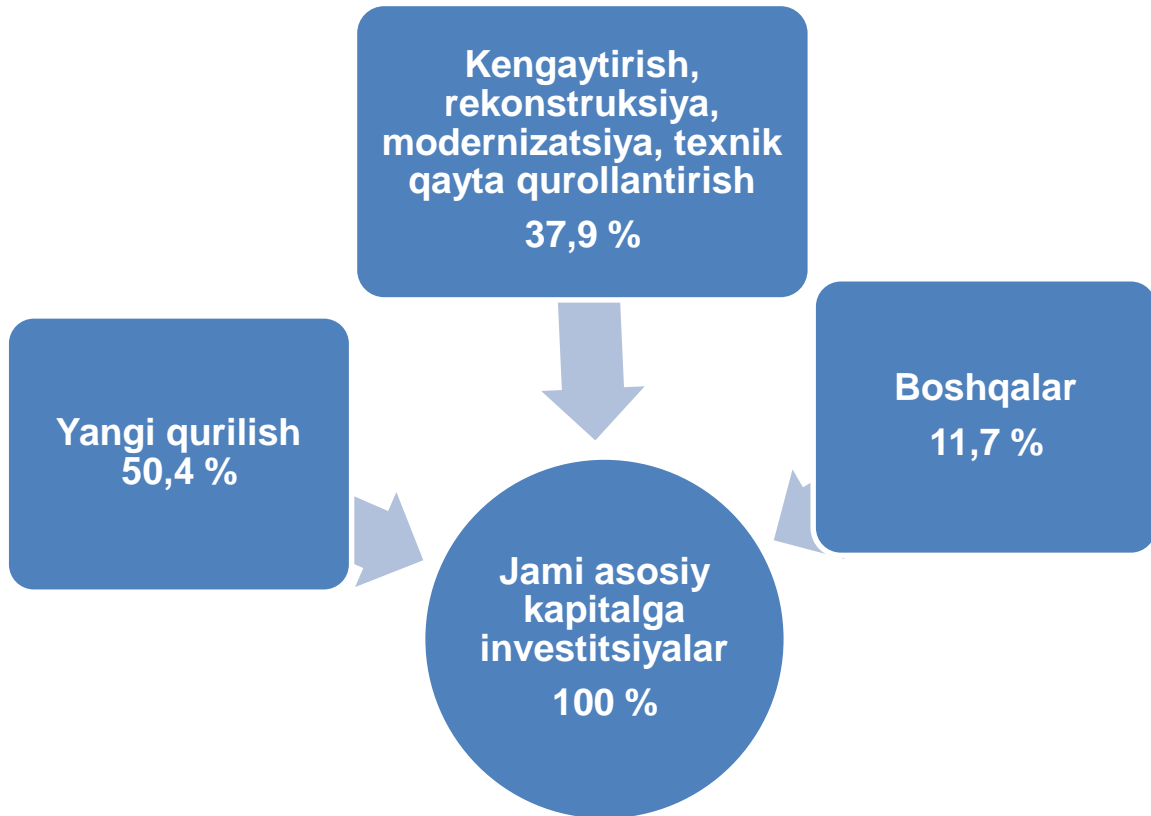 Kengaytirish,
rekonstruksiya,
modernizatsiya, texnik
qayta qurollantirish
37,9 %
Yangi qurilish
50,4 %
Boshqalar
11,7 %
Jami asosiy
kapitalga
investitsiyalar
100 %